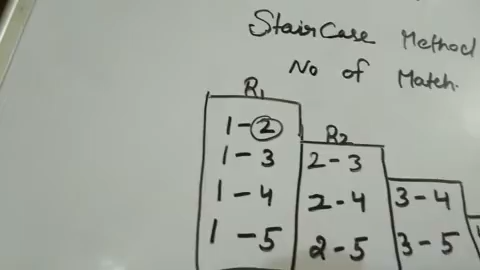 StairCase Method
No of Match.
R1
1-2 R2
1-3 2-3
1-4 2-4 3-4
1-5 2-5 3-5